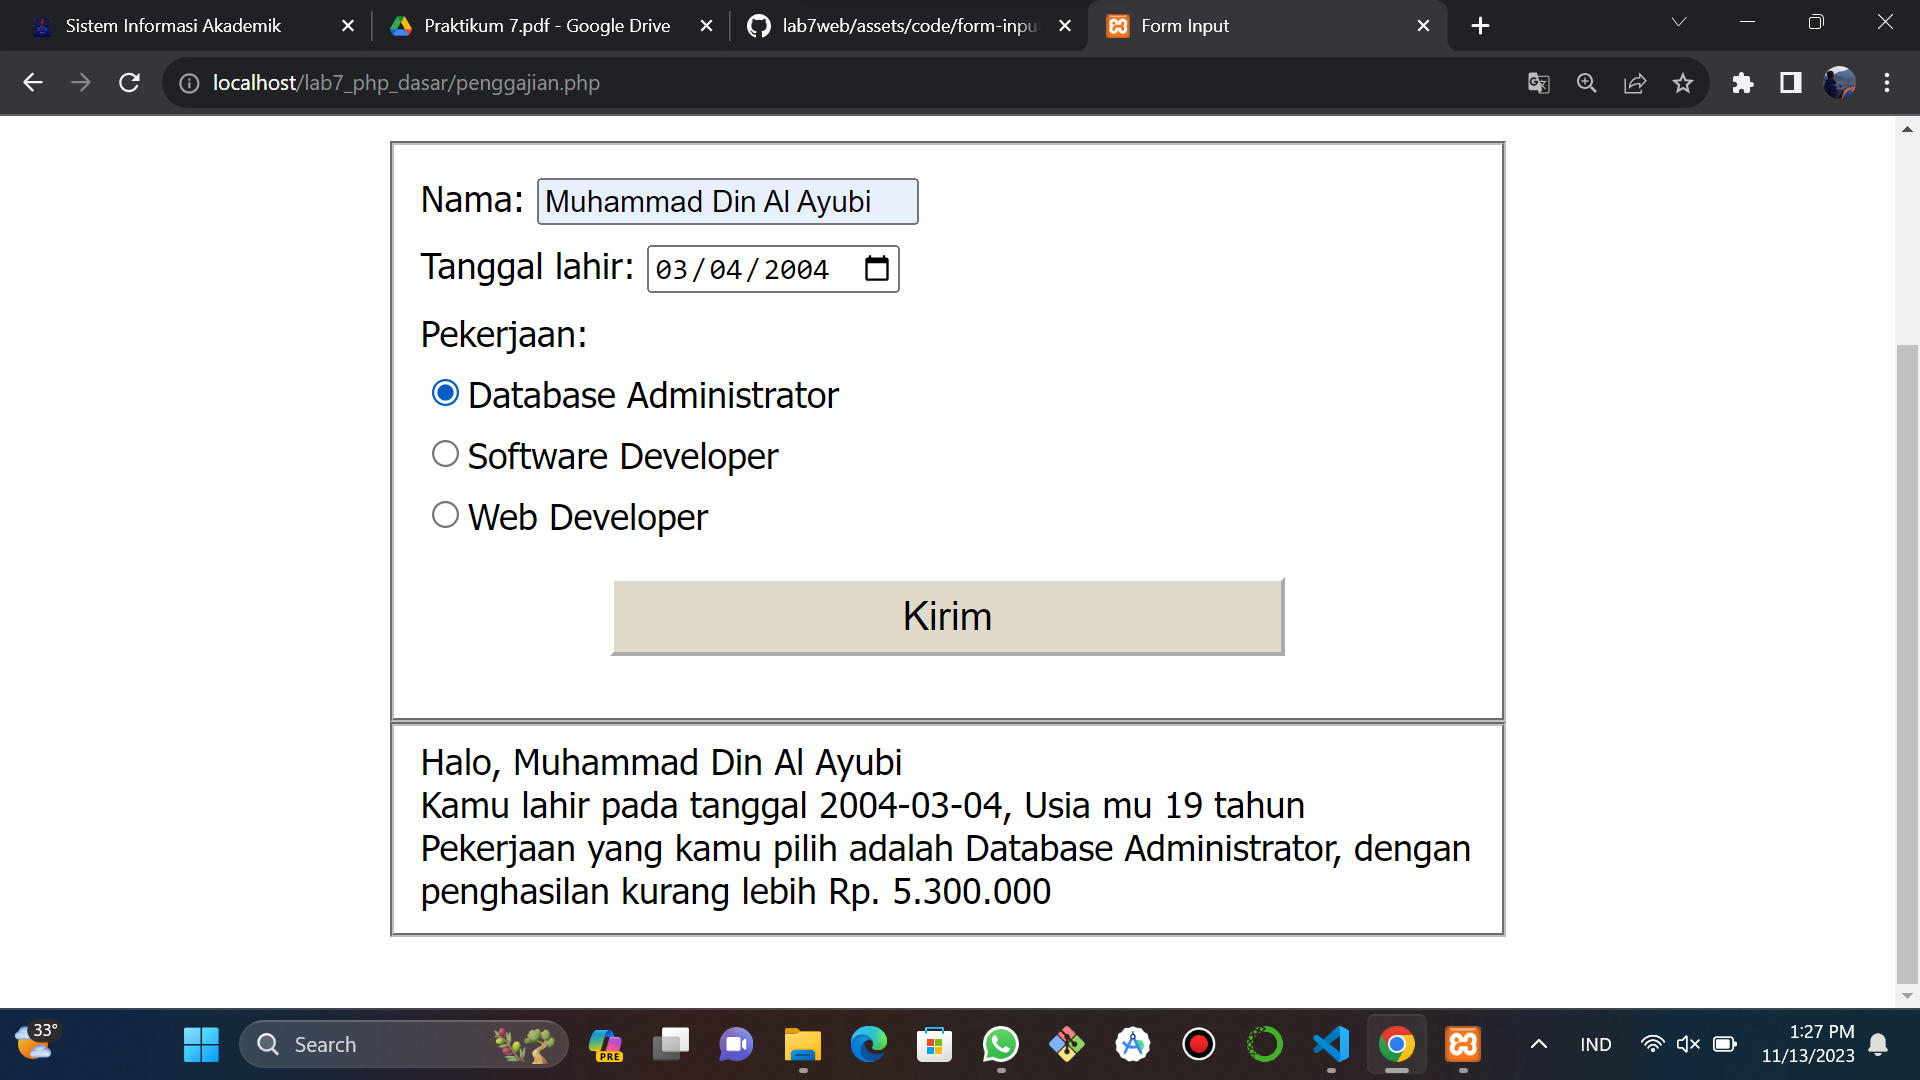 Sistem Informasi Akademik
Praktikum 7.pdf - Google Drive
lab7web/assets/code/form-inpu
Form Input
localhost/lab7_php_dasar/penggajian.php
Nama: Muhammad Din Al Ayubi
Tanggal lahir: 03/04/2004
Pekerjaan:
Database Administrator
Software Developer
Web Developer
Kirim
Halo, Muhammad Din Al Ayubi
Kamu lahir pada tanggal 2004-03-04, Usia mu 19 tahun
Pekerjaan yang kamu pilih adalah Database Administrator, dengan
penghasilan kurang lebih Rp. 5.300.000
33°
Search
PRE
IND
1:27 PM
11/13/2023